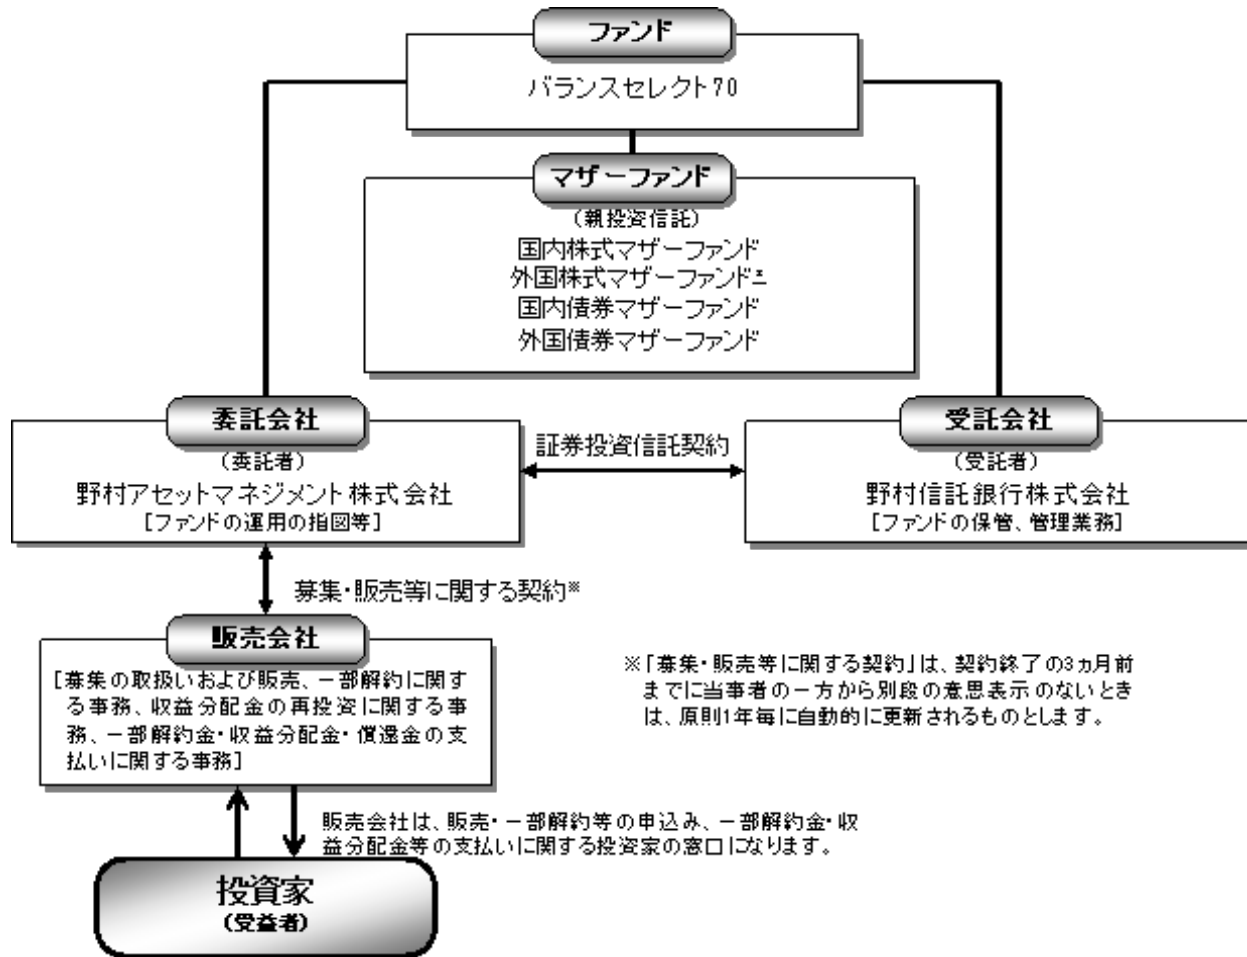 ファンド
バランスセレクト70
マザーファンド
(親投資信託)
国内株式マザーファンド
外国株式マザーファンド
国内債券マザーファンド
外国債券マザーファンド
委託会社
(委託者)
野村アセットマネジメント株式会社
[ファンドの運用の指図等]
証券投資信託契約
受託会社
(受託者)
野村信託銀行株式会社
[ファンドの保管、管理業務]
募集・販売等に関する契約※
販売会社
[募集の取扱いおよび販売、一部解約に関す
る事務、収益分配金の再投資に関する事
務、一部解約金・収益分配金・償還金の支
払いに関する事務]
※「募集・販売等に関する契約」は、契約終了の3ヵ月前
までに当事者の一方から別段の意思表示のないとき
は、原則1年毎に自動的に更新されるものとします。
販売会社は、販売・一部解約等の申込み、一部解約金・収
益分配金等の支払いに関する投資家の窓口になります。
投資家
(受益者)